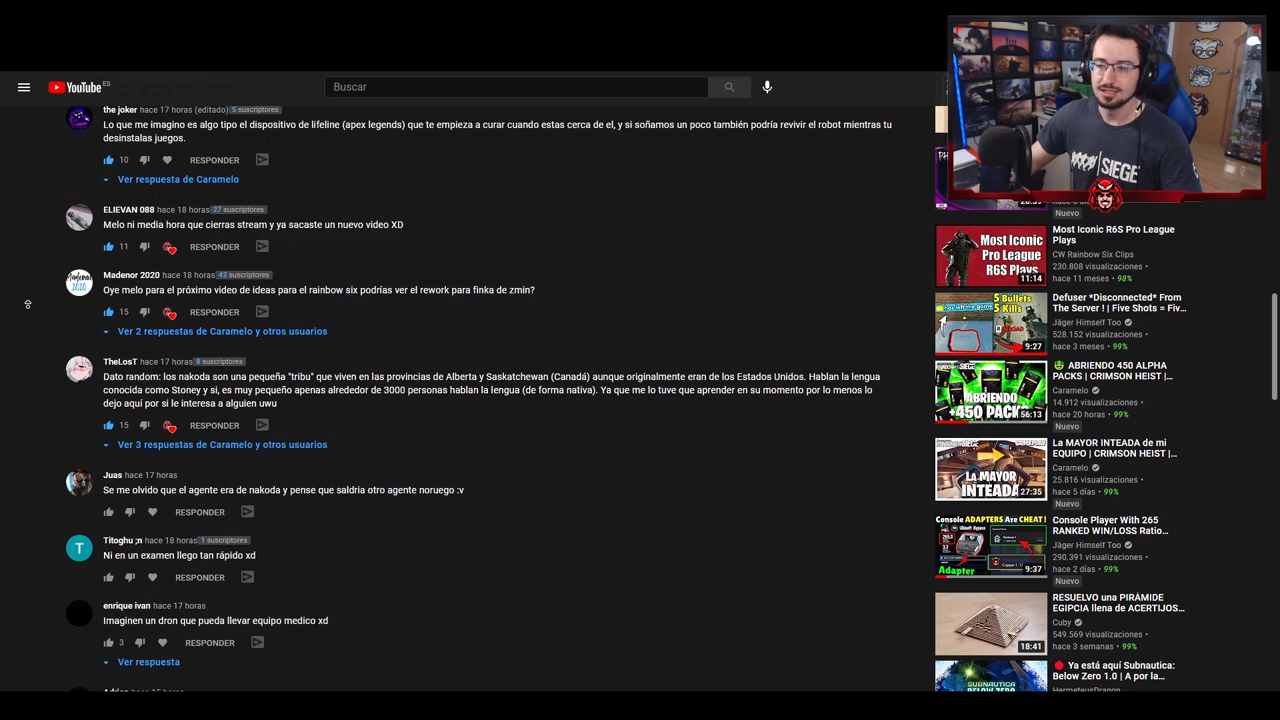 YouTube ES
Buscar
the joker hace 17 horas (editado) 5 suscriptores
Lo que me imagino es algo tipo el dispositivo de lifeline (apex legends) que te empieza a curar cuando estas cerca de el, y si soñamos un poco también podría revivir el robot mientras tu
desinstalas juegos.
10 RESPONDER
Ver respuesta de Caramelo
ELIEVAN 088 hace 18 horas 27 suscriptores
Melo ni media hora que cierras stream y ya sacaste un nuevo video XD
11 RESPONDER
Madenor 2020 hace 18 horas 42 suscriptores
Oye melo para el próximo video de ideas para el rainbow six podrías ver el rework para finka de zmin?
15 RESPONDER
Ver 2 respuestas de Caramelo y otros usuarios
TheLosT hace 17 horas 8 suscriptores
Dato random: los nakoda son una pequeña "tribu" que viven en las provincias de Alberta y Saskatchewan (Canadá) aunque originalmente eran de los Estados Unidos. Hablan la lengua
conocida como Stoney y si, es muy pequeño apenas alrededor de 3000 personas hablan la lengua (de forma nativa). Ya que me lo tuve que aprender en su momento por lo menos lo
dejo aquí por si le interesa a alguien uwu
15 RESPONDER
Ver 3 respuestas de Caramelo y otros usuarios
Juas hace 17 horas
Se me olvido que el agente era de nakoda y pense que saldria otro agente noruego :v
RESPONDER
T
Titoghu ;n hace 18 horas 1 suscriptores
Ni en un examen llego tan rápido xd
RESPONDER
enrique ivan hace 17 horas
Imaginen un dron que pueda llevar equipo medico xd
3 RESPONDER
Ver respuesta
SIEGE
Nuevo
Most Iconic
Pro League
R6S Plays
11:14
Most Iconic R6S Pro League
Plays
CW Rainbow Six Clips
230.808 visualizaciones •
hace 11 meses • 98%
5 Bullets
5 Kills
9:27
Defuser *Disconnected* From
The Server ! | Five Shots = Fiv...
Jäger Himself Too
528.152 visualizaciones •
hace 3 meses • 99%
ABRIENDO
+450 PACKS
56:13
ABRIENDO 450 ALPHA
PACKS | CRIMSON HEIST |...
Caramelo
14.912 visualizaciones •
hace 20 horas • 99%
Nuevo
La MAYOR
INTEADA
27:35
La MAYOR INTEADA de mi
EQUIPO | CRIMSON HEIST |...
Caramelo
25.816 visualizaciones •
hace 5 días • 99%
Nuevo
Console ADAPTERS Are CHEAT !
Adapter
9:37
Console Player With 265
RANKED WIN/LOSS Ratio...
Jäger Himself Too
290.391 visualizaciones •
hace 2 días • 99%
Nuevo
18:41
RESUELVO una PIRÁMIDE
EGIPCIA llena de ACERTIJOS...
Cuby
549.569 visualizaciones •
hace 3 semanas • 99%
SUBNAUTICA
Ya está aquí Subnautica:
Below Zero 1.0 | A por la...